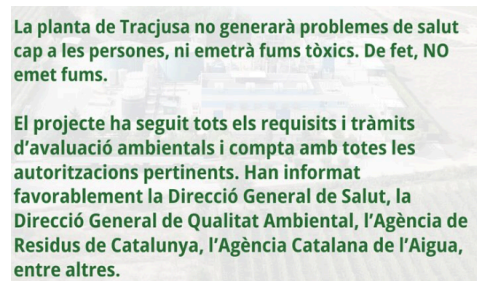 La planta de Tracjusa no generarà problemes de salut
cap a les persones, ni emetrà fums tòxics. De fet, NO
emet fums.
El projecte ha seguit tots els requisits i tràmits
d’avaluació ambientals i compta amb totes les
autoritzacions pertinents. Han informat
favorablement la Direcció General de Salut, la
Direcció General de Qualitat Ambiental, l’Agència de
Residus de Catalunya, l’Agència Catalana de l’Aigua,
entre altres.